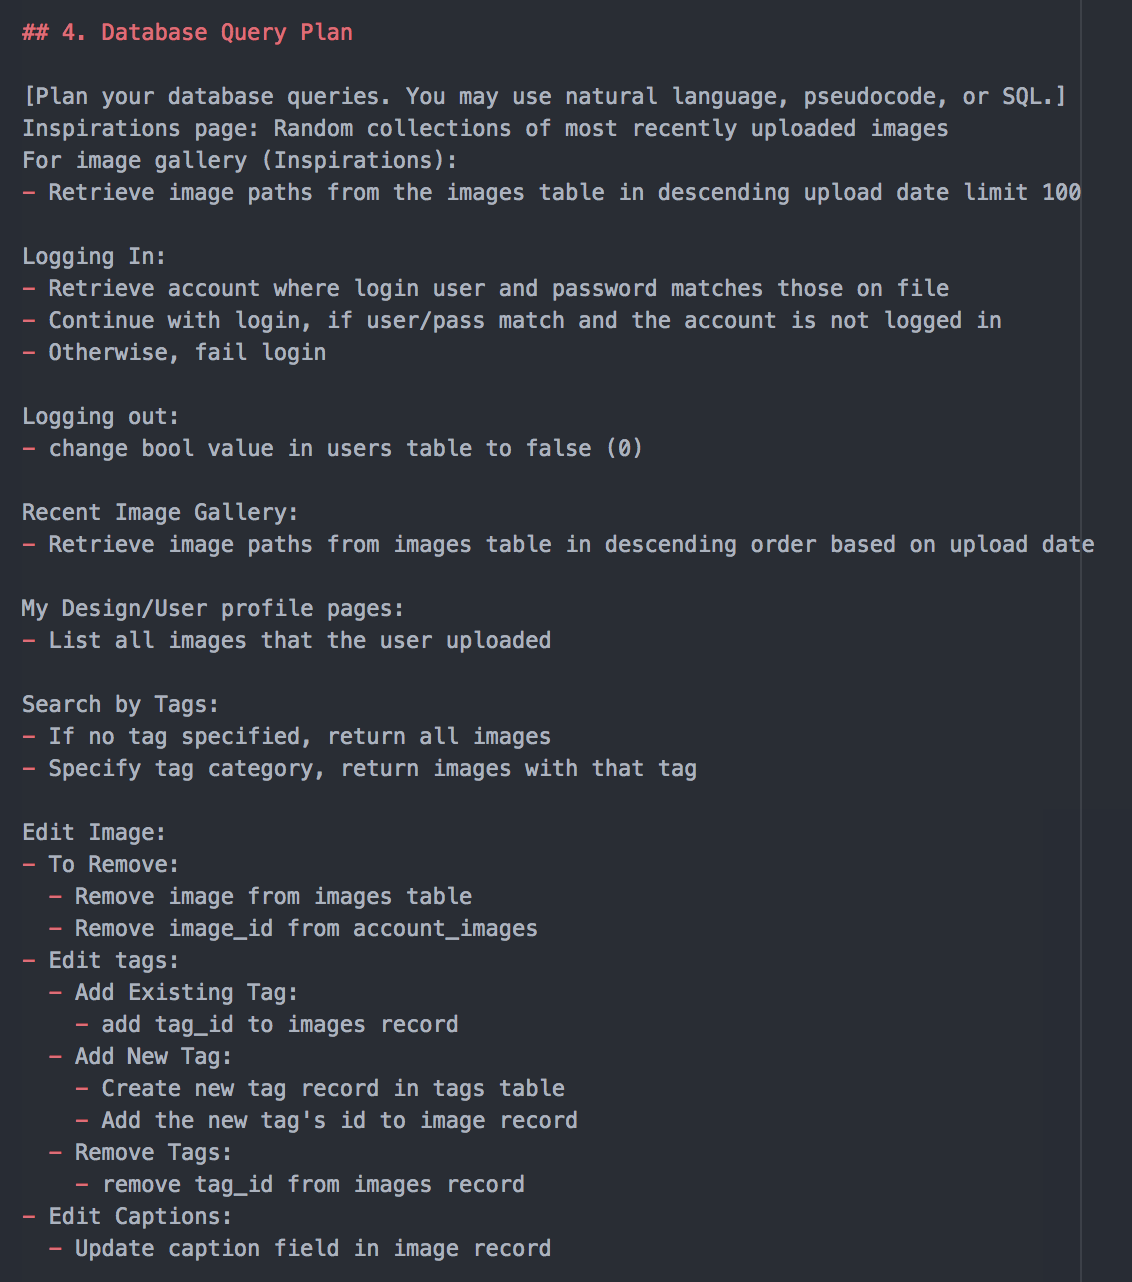 ## 4. Database Query Plan
[Plan your database queries. You may use natural language, pseudocode, or SQL.]
Inspirations page: Random collections of most recently uploaded images
For image gallery (Inspirations):
- Retrieve image paths from the images table in descending upload date limit 100
Logging In:
- Retrieve account where login user and password matches those on file
- Continue with login, if user/pass match and the account is not logged in
- Otherwise, fail login
Logging out:
- change bool value in users table to false (0)
Recent Image Gallery:
- Retrieve image paths from images table in descending order based on upload date
My Design/User profile pages:
- List all images that the user uploaded
Search by Tags:
- If no tag specified, return all images
- Specify tag category, return images with that tag
Edit Image:
- To Remove:
  - Remove image from images table
  - Remove image_id from account_images
- Edit tags:
  - Add Existing Tag:
    - add tag_id to images record
  - Add New Tag:
    - Create new tag record in tags table
    - Add the new tag's id to image record
  - Remove Tags:
    - remove tag_id from images record
- Edit Captions:
  - Update caption field in image record